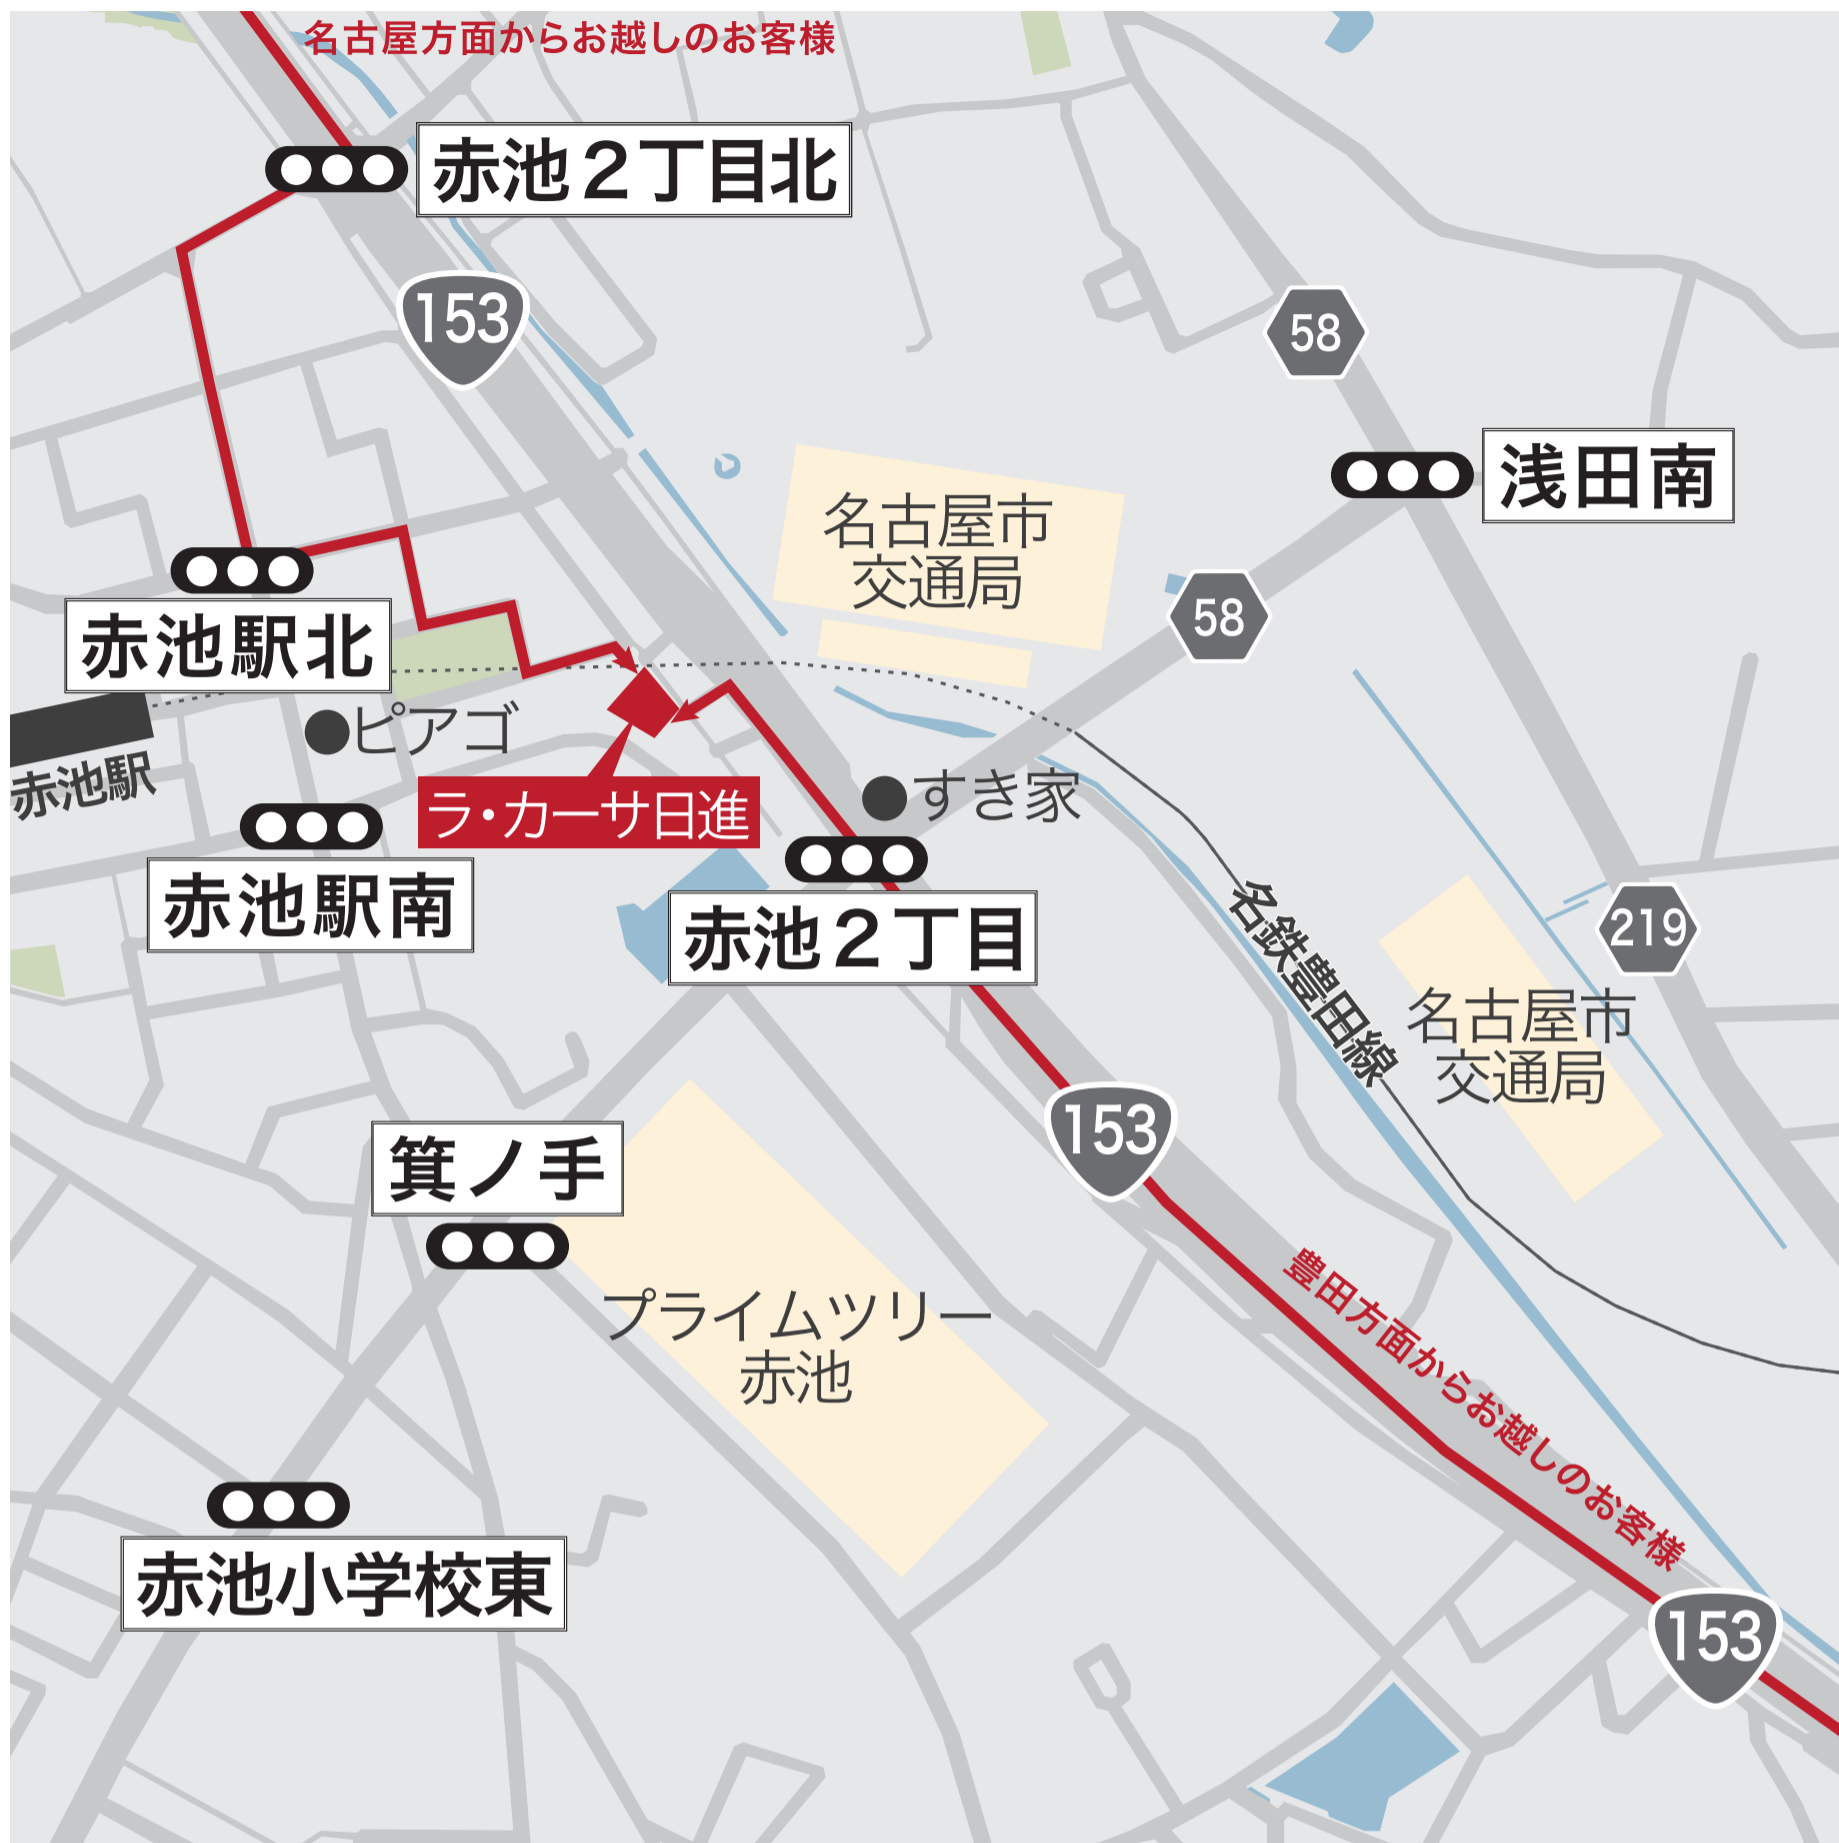 名古屋方面からお越しのお客様
赤池２丁目北
153
58
浅田南
名古屋市
交通局
58
赤池駅北
ピアゴ
赤池駅
すき家
ラ・カーサ日進
赤池駅南
赤池２丁目
名鉄豊田線
219
名古屋市
交通局
153
箕ノ手
プライムツリー
赤池
豊田方面からお越しのお客様
赤池小学校東
153